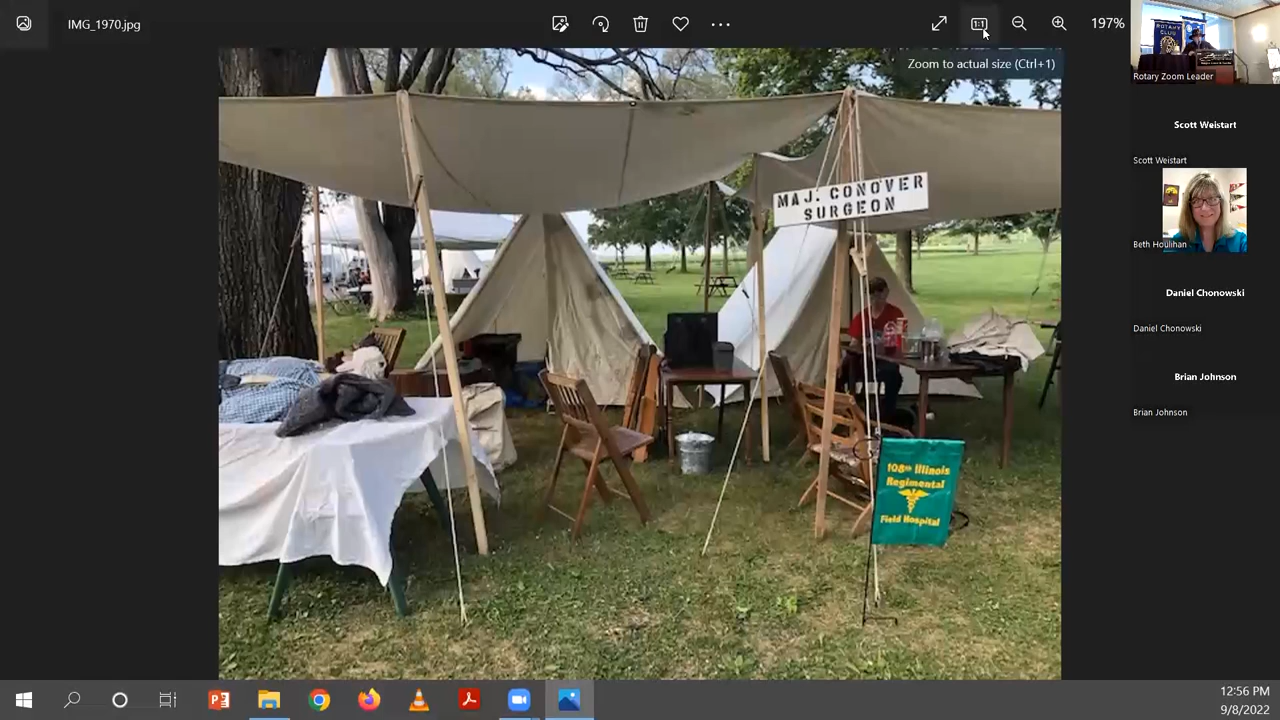 IMG_1970.jpg
197%
Zoom to actual size (Ctrl+1)
MAJ. CONOVER
SURGEON
108th Illinois
Regimental
Field Hospital
ROTARY
CLUB
Rotary Zoom Leader
Scott Weistart
Scott Weistart
Beth Houlihan
Daniel Chonowski
Daniel Chonowski
Brian Johnson
Brian Johnson
12:56 PM
9/8/2022